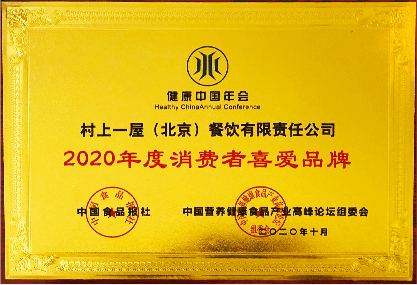 健康中国年会
Healthy ChinaAnnual Conference
村上一屋（北京）餐饮有限责任公司
2020年度消费者喜爱品牌
中国食品报社 中国营养健康食品产业高峰论坛组委会
二〇二〇年十月